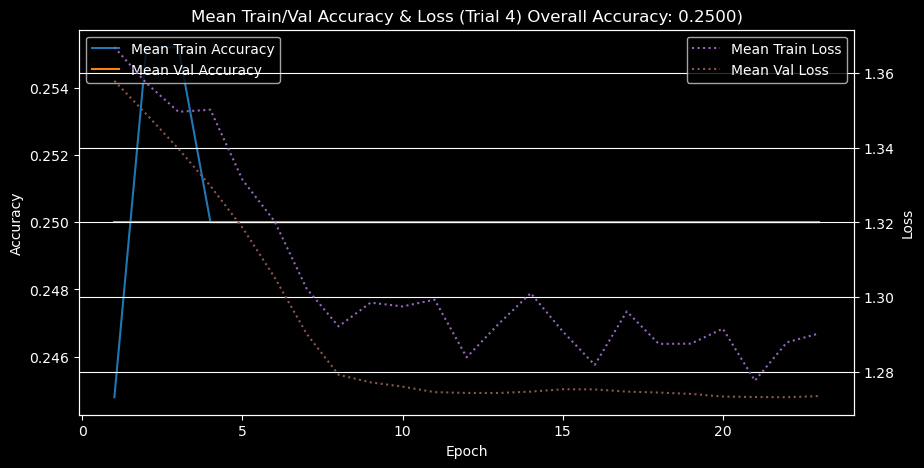 Mean Train/Val Accuracy & Loss (Trial 4) Overall Accuracy: 0.2500)
Mean Train Accuracy
Mean Val Accuracy
Mean Train Loss
Mean Val Loss
0.254
0.252
0.250
0.248
0.246
Accuracy
1.36
1.34
1.32
1.30
1.28
Loss
0
5
10
15
20
Epoch